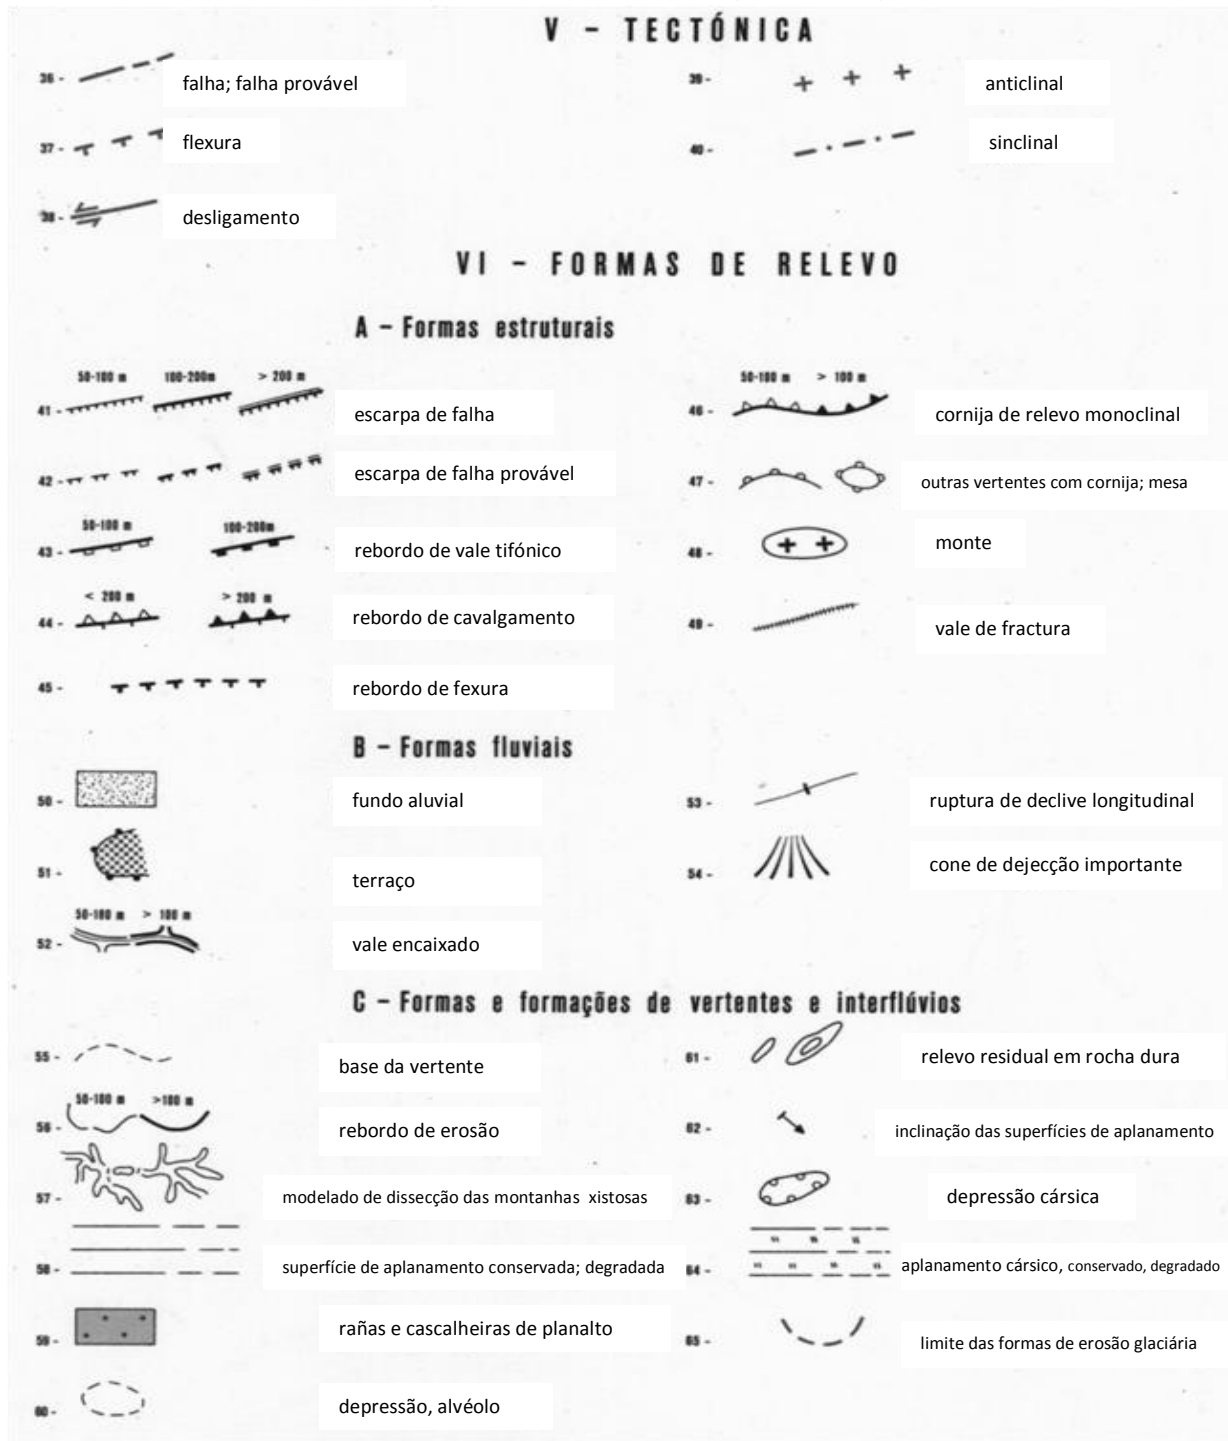 V - TECTÓNICA
36 - falha; falha provável
37 - flexura
38 - desligamento
39 - anticlinal
40 - sinclinal
VI - FORMAS DE RELEVO
A - Formas estruturais
50-100 m 100-200m > 200 m
41 - escarpa de falha
42 - escarpa de falha provável
50-100 m 100-200m
43 - rebordo de vale tifónico
< 200 m > 200 m
44 - rebordo de cavalgamento
45 - rebordo de fexura
50-100 m > 100 m
46 - cornija de relevo monoclinal
47 - outras vertentes com cornija; mesa
48 - monte
49 - vale de fractura
B - Formas fluviais
50 - fundo aluvial
51 - terraço
50-100 m > 100 m
52 - vale encaixado
53 - ruptura de declive longitudinal
54 - cone de dejecção importante
C - Formas e formações de vertentes e interflúvios
55 - base da vertente
50-100 m >100 m
56 - rebordo de erosão
57 - modelado de dissecção das montanhas xistosas
58 - superfície de aplanamento conservada; degradada
59 - rañas e cascalheiras de planalto
60 - depressão, alvéolo
61 - relevo residual em rocha dura
62 - inclinação das superfícies de aplanamento
63 - depressão cársica
64 - aplanamento cársico, conservado, degradado
65 - limite das formas de erosão glaciária